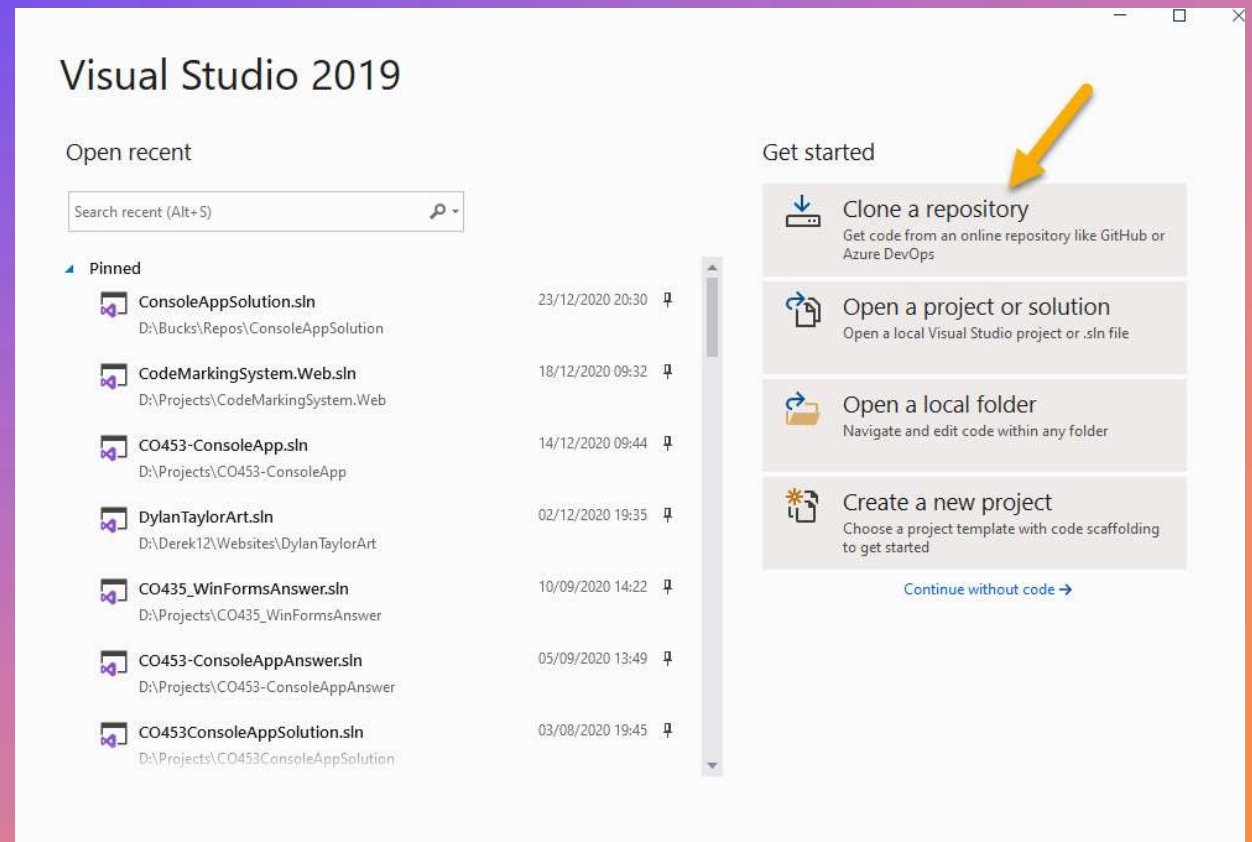 Visual Studio 2019
Open recent
Search recent (Alt+S)
Pinned
ConsoleAppSolution.sln 23/12/2020 20:30
D:\Bucks\Repos\ConsoleAppSolution
CodeMarkingSystem.Web.sln 18/12/2020 09:32
D:\Projects\CodeMarkingSystem.Web
CO453-ConsoleApp.sln 14/12/2020 09:44
D:\Projects\CO453-ConsoleApp
DylanTaylorArt.sln 02/12/2020 19:35
D:\Derek12\Websites\DylanTaylorArt
CO435_WinFormsAnswer.sln 10/09/2020 14:22
D:\Projects\CO435_WinFormsAnswer
CO453-ConsoleAppAnswer.sln 05/09/2020 13:49
D:\Projects\CO453-ConsoleAppAnswer
CO453ConsoleAppSolution.sln 03/08/2020 19:45
D:\Projects\CO453ConsoleAppSolution
Get started
Clone a repository
Get code from an online repository like GitHub or
Azure DevOps
Open a project or solution
Open a local Visual Studio project or .sln file
Open a local folder
Navigate and edit code within any folder
Create a new project
Choose a project template with code scaffolding
to get started
Continue without code →